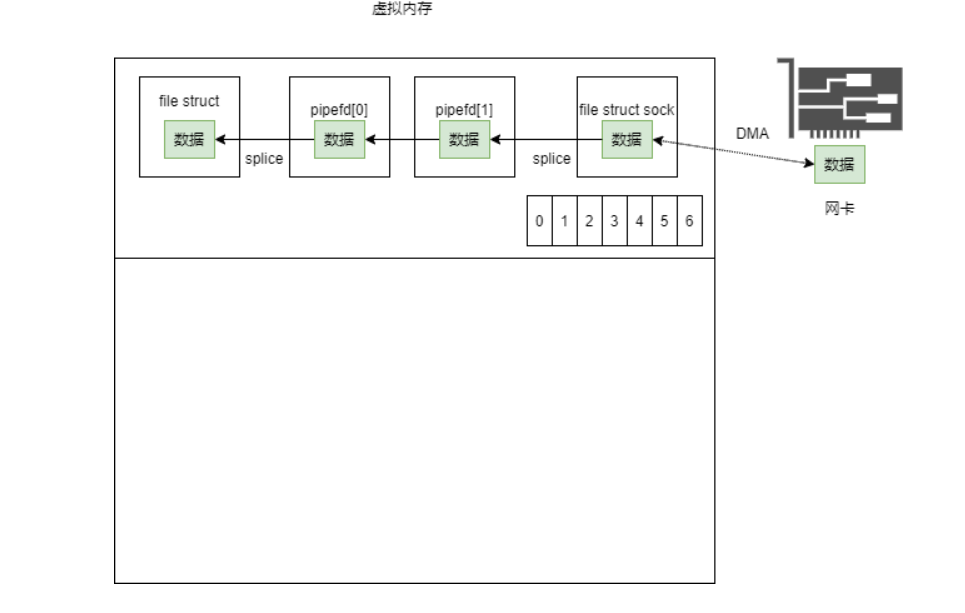 虚拟内存
file struct
pipefd[0]
pipefd[1]
file struct sock
数据
数据
数据
数据
splice
splice
DMA
数据
网卡
0 1 2 3 4 5 6